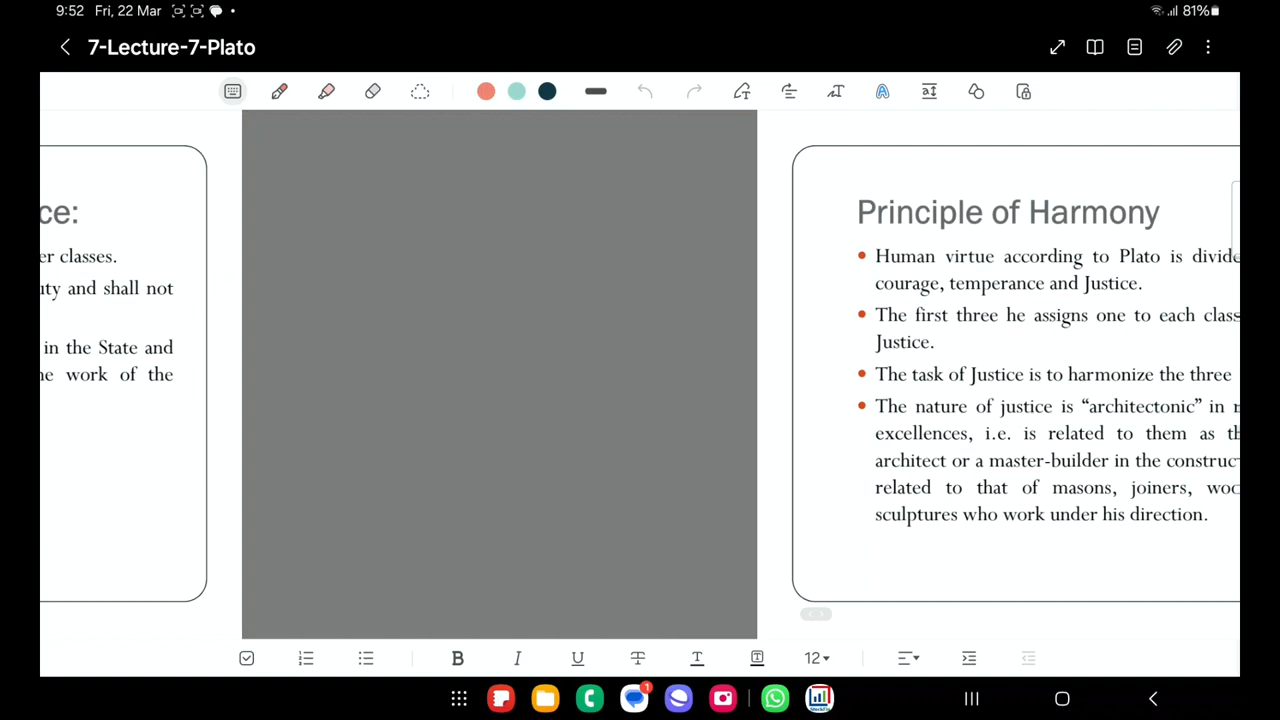 9:52 Fri, 22 Mar
81%
7-Lecture-7-Plato
ce:
er classes.
uty and shall not
in the State and
he work of the
Principle of Harmony
Human virtue according to Plato is divide
courage, temperance and Justice.
The first three he assigns one to each class
Justice.
The task of Justice is to harmonize the three
The nature of justice is “architectonic” in r
excellences, i.e. is related to them as th
architect or a master-builder in the construc
related to that of masons, joiners, woo
sculptures who work under his direction.
B I U T T T 12
1